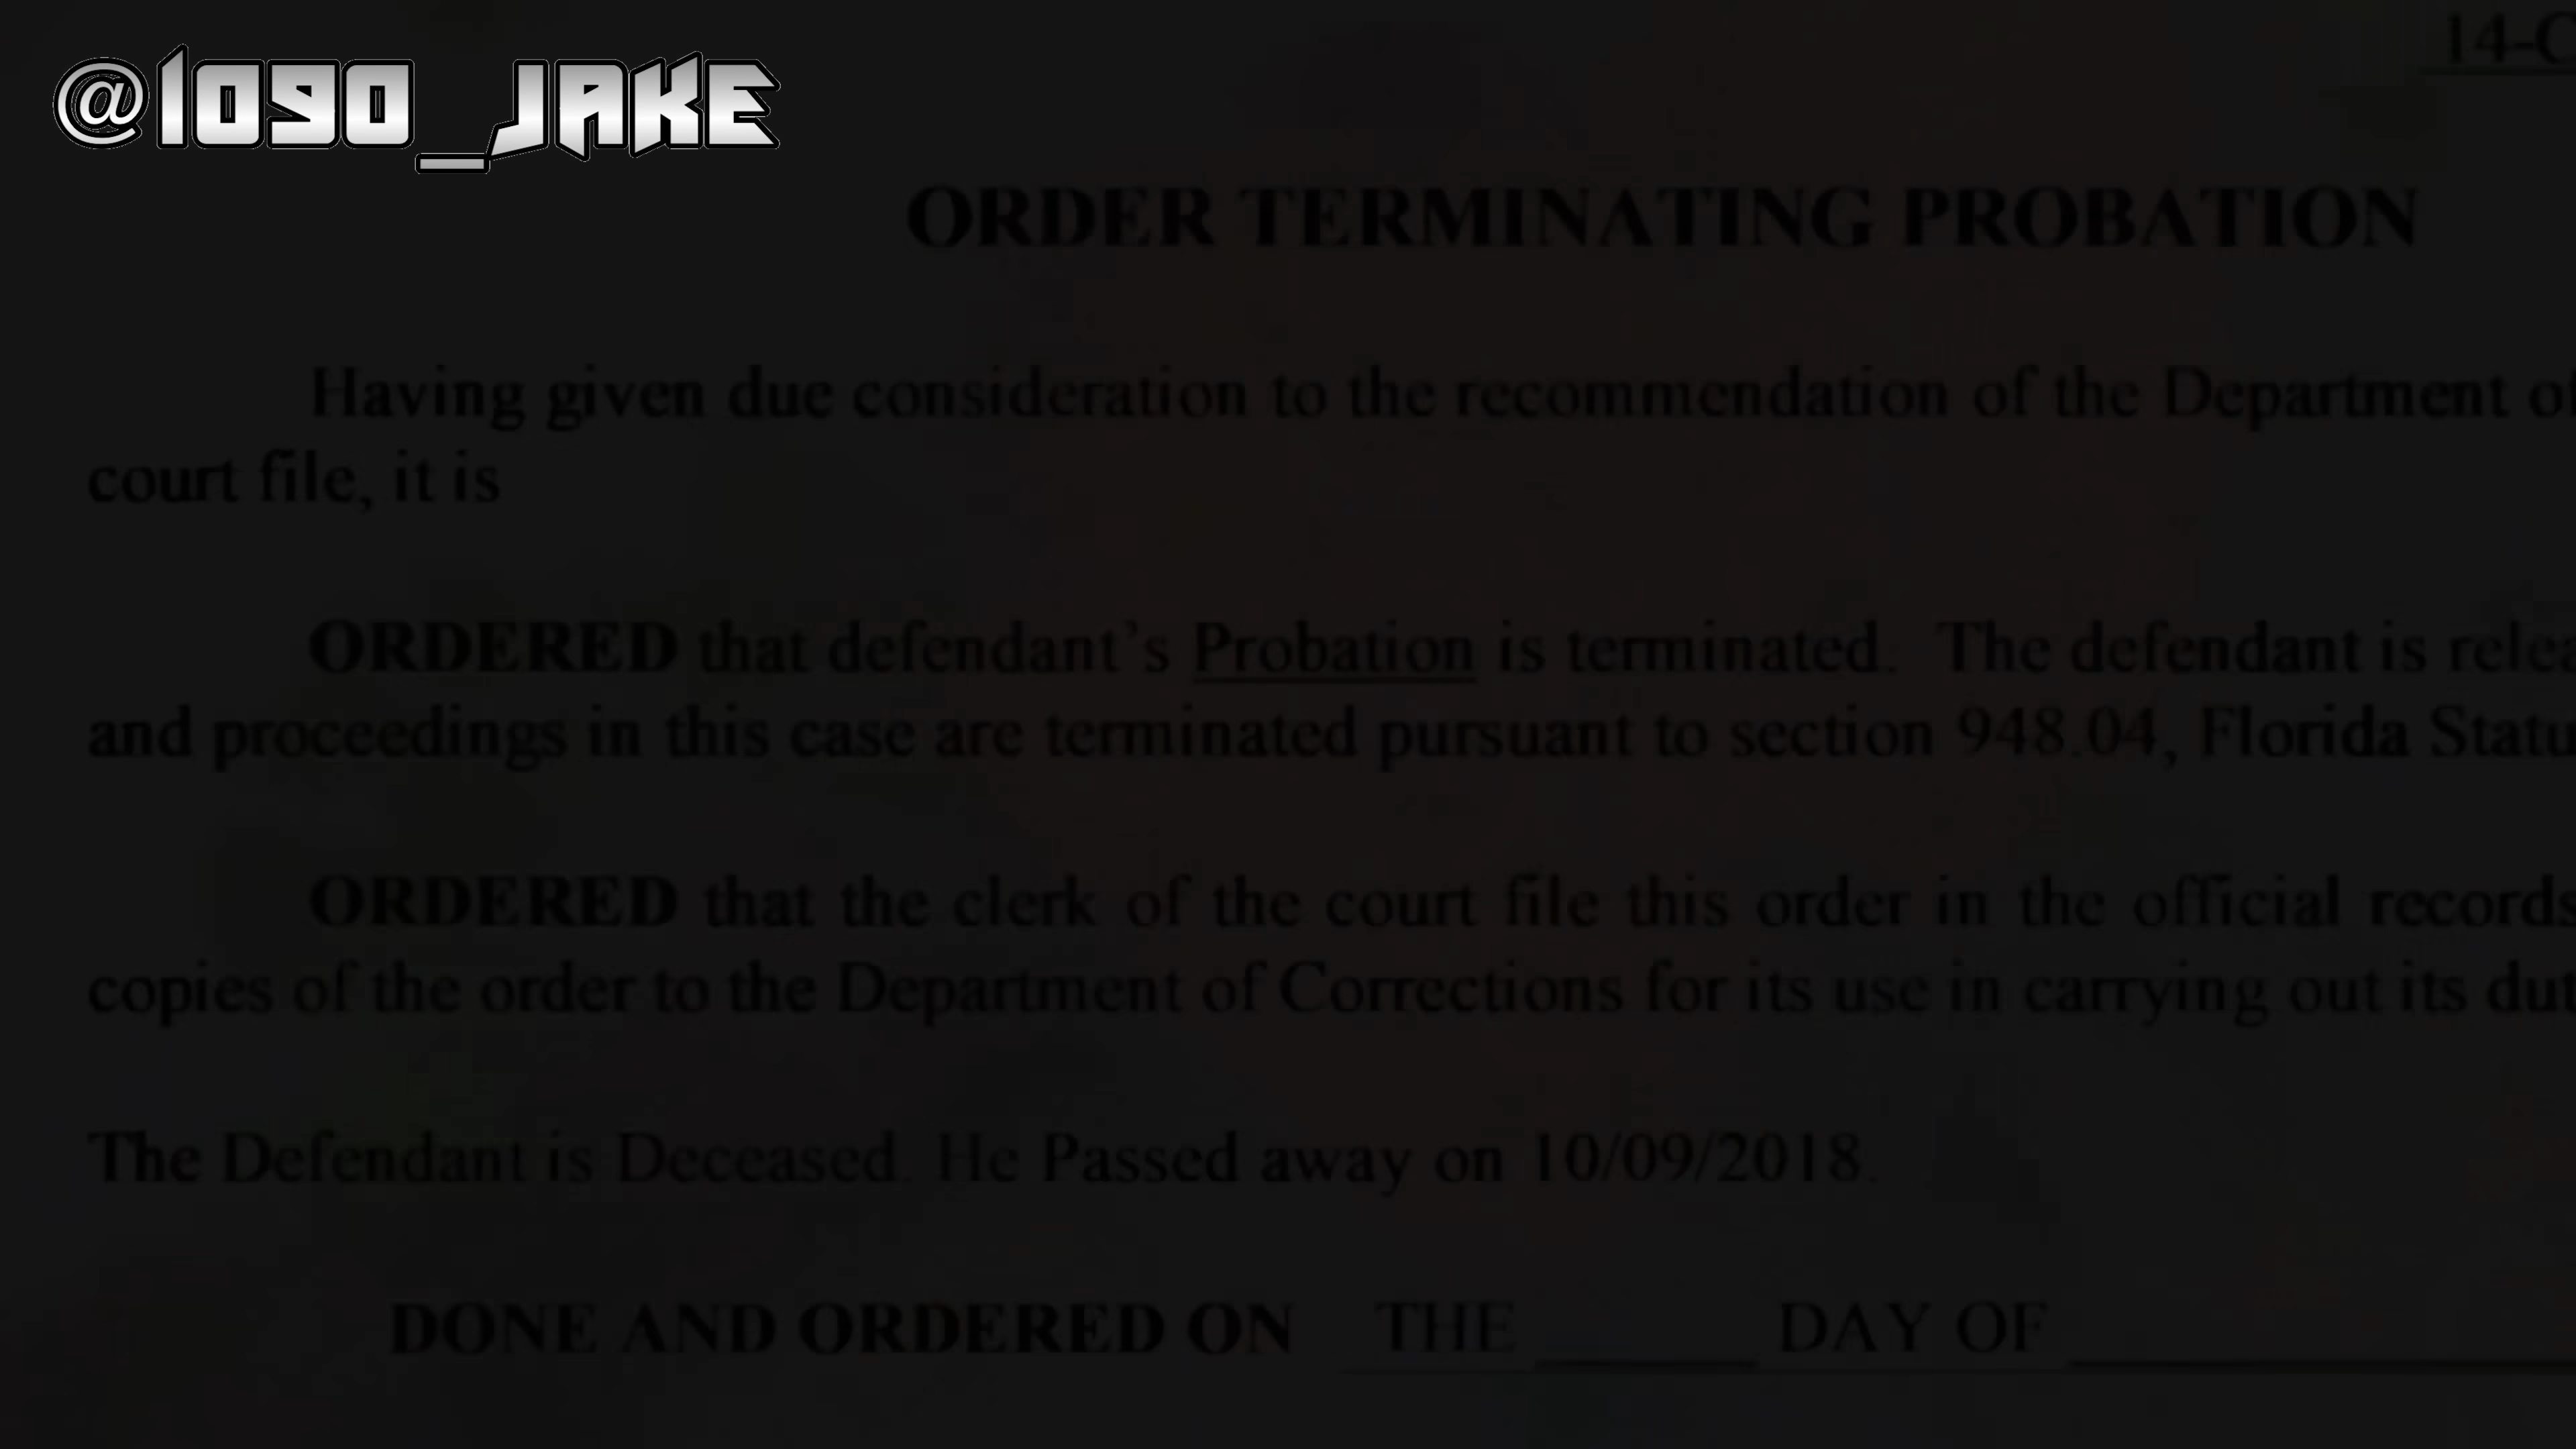 @1090_JAKE
14-C
ORDER TERMINATING PROBATION
Having given due consideration to the recommendation of the Department of
court file, it is
ORDERED that defendant's Probation is terminated. The defendant is relea
and proceedings in this case are terminated pursuant to section 948.04, Florida Statu
ORDERED that the clerk of the court file this order in the official records
copies of the order to the Department of Corrections for its use in carrying out its dut
The Defendant is Deceased. He Passed away on 10/09/2018.
DONE AND ORDERED ON THE ____ DAY OF ____